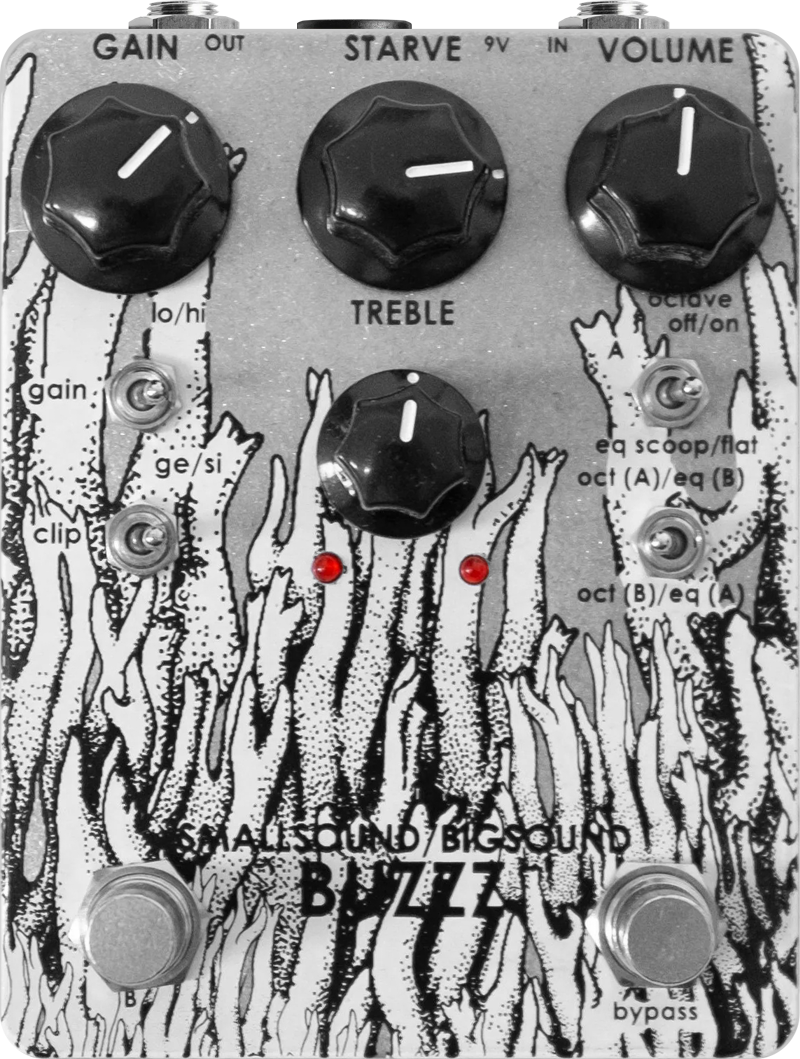 GAIN OUT STARVE 9V IN VOLUME
lo/hi TREBLE octave
off/on
A
gain
eq scoop/flat
ge/si oct (A)/eq (B)
clip
oct (B)/eq (A)
SMALLSOUND/BIGSOUND
BUZZZ
B
bypass